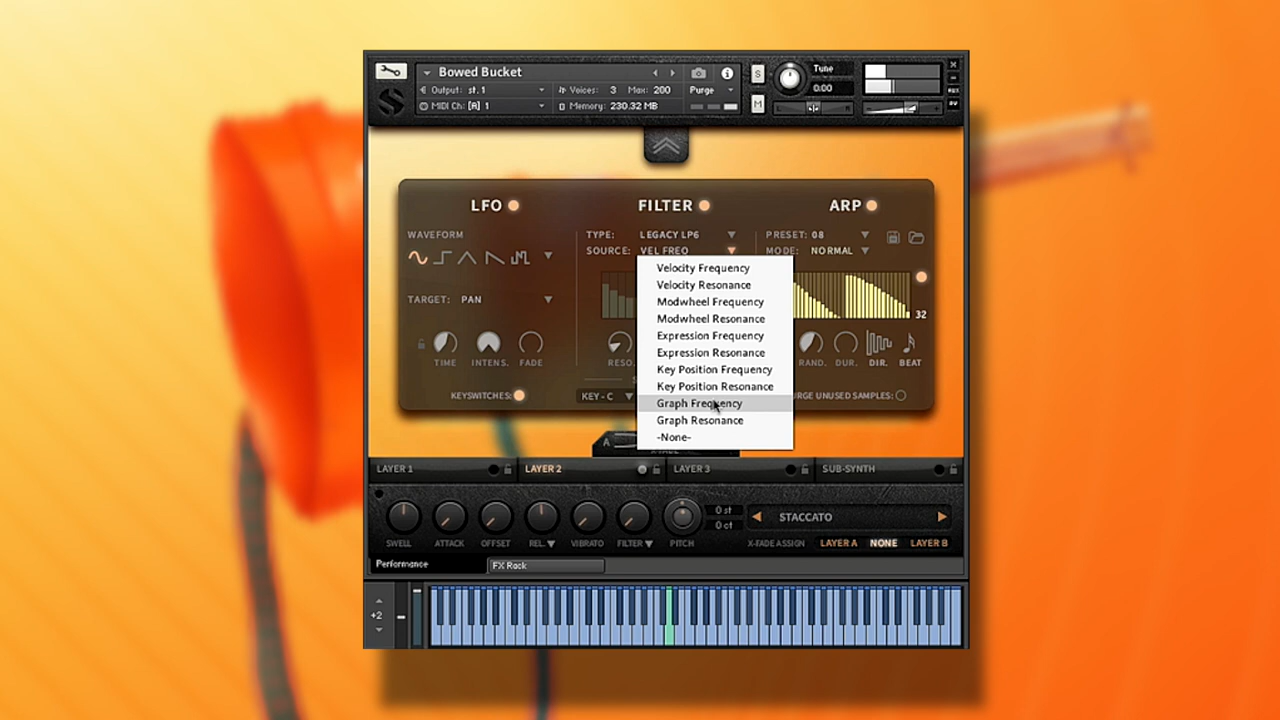 Bowed Bucket
Output: st.1
Voices: 3 Max: 200
Purge
MIDI Ch: [A] 1
Memory: 230.32 MB
S
M
Tune
0.00
AUX
PV
LFO
FILTER
ARP
WAVEFORM
TYPE: LEGACY LP6
PRESET: 08
SOURCE: VEL FREQ
MODE: NORMAL
TARGET: PAN
32
TIME
INTENS.
FADE
RESO
RAND.
DUR.
DIR.
BEAT
KEYSWITCHES:
KEY - C
RGE UNUSED SAMPLES:
Velocity Frequency
Velocity Resonance
Modwheel Frequency
Modwheel Resonance
Expression Frequency
Expression Resonance
Key Position Frequency
Key Position Resonance
Graph Frequency
Graph Resonance
-None-
A
LAYER 1
LAYER 2
LAYER 3
SUB-SYNTH
0 st
0 ct
STACCATO
SWELL
ATTACK
OFFSET
REL.
VIBRATO
FILTER
PITCH
X-FADE ASSIGN
LAYER A
NONE
LAYER B
Performance
FX Rack
+2